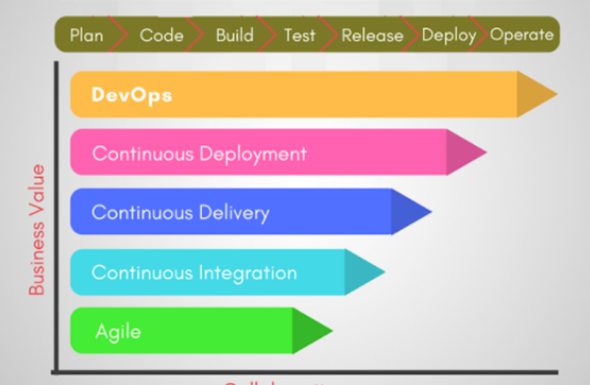 Plan Code Build Test Release Deploy Operate
DevOps
Continuous Deployment
Continuous Delivery
Continuous Integration
Agile
Business Value